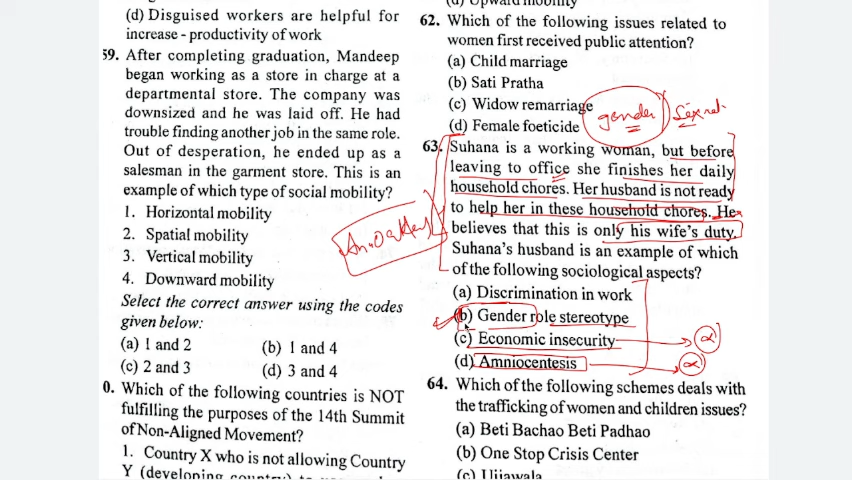 (d) Disguised workers are helpful for
increase - productivity of work
59. After completing graduation, Mandeep
began working as a store in charge at a
departmental store. The company was
downsized and he was laid off. He had
trouble finding another job in the same role.
Out of desperation, he ended up as a
salesman in the garment store. This is an
example of which type of social mobility?
1. Horizontal mobility
2. Spatial mobility
3. Vertical mobility
4. Downward mobility
Select the correct answer using the codes
given below:
(a) 1 and 2 (b) 1 and 4
(c) 2 and 3 (d) 3 and 4
0. Which of the following countries is NOT
fulfilling the purposes of the 14th Summit
of Non-Aligned Movement?
1. Country X who is not allowing Country
Y (developing country) to
(d) Upward mobility
62. Which of the following issues related to
women first received public attention?
(a) Child marriage
(b) Sati Pratha
(c) Widow remarriage
(d) Female foeticide
gender
63. Suhana is a working woman, but before
leaving to office she finishes her daily
household chores. Her husband is not ready
to help her in these household chores. He
believes that this is only his wife's duty.
Suhana's husband is an example of which
of the following sociological aspects?
(a) Discrimination in work
(b) Gender role stereotype
(c) Economic insecurity
(d) Amniocentesis
64. Which of the following schemes deals with
the trafficking of women and children issues?
(a) Beti Bachao Beti Padhao
(b) One Stop Crisis Center
(c) Ujjawala